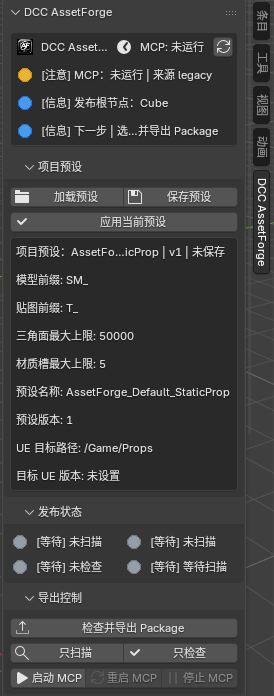 DCC AssetForge
DCC Asset... MCP: 未运行
[注意] MCP：未运行 | 来源 legacy
[信息] 发布根节点：Cube
[信息] 下一步 | 选...并导出 Package
项目预设
加载预设 保存预设
应用当前预设
项目预设：AssetFo...icProp | v1 | 未保存
模型前缀: SM_
贴图前缀: T_
三角面最大上限: 50000
材质槽最大上限: 5
预设名称: AssetForge_Default_StaticProp
预设版本: 1
UE 目标路径: /Game/Props
目标 UE 版本: 未设置
发布状态
[等待] 未扫描 [等待] 未扫描
[等待] 未检查 [等待] 等待扫描
导出控制
检查并导出 Package
只扫描 只检查
启动 MCP 重启 MCP 停止 MCP
条目
工具
视图
动画
DCC AssetForge